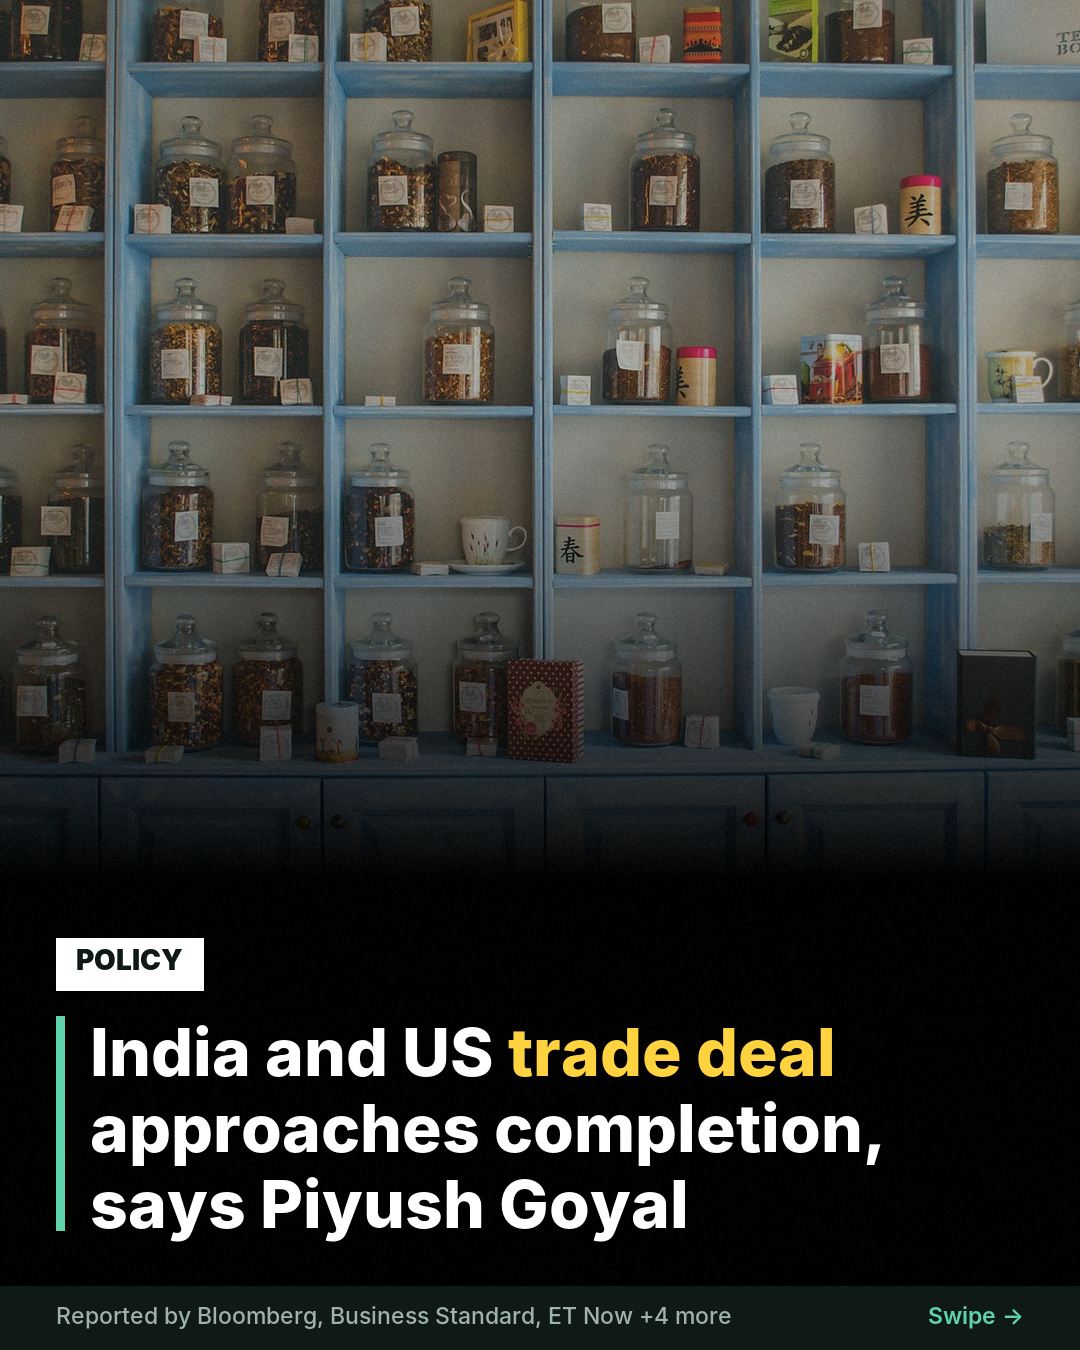 美
春
POLICY
India and US trade deal
approaches completion,
says Piyush Goyal
Reported by Bloomberg, Business Standard, ET Now +4 more
Swipe →